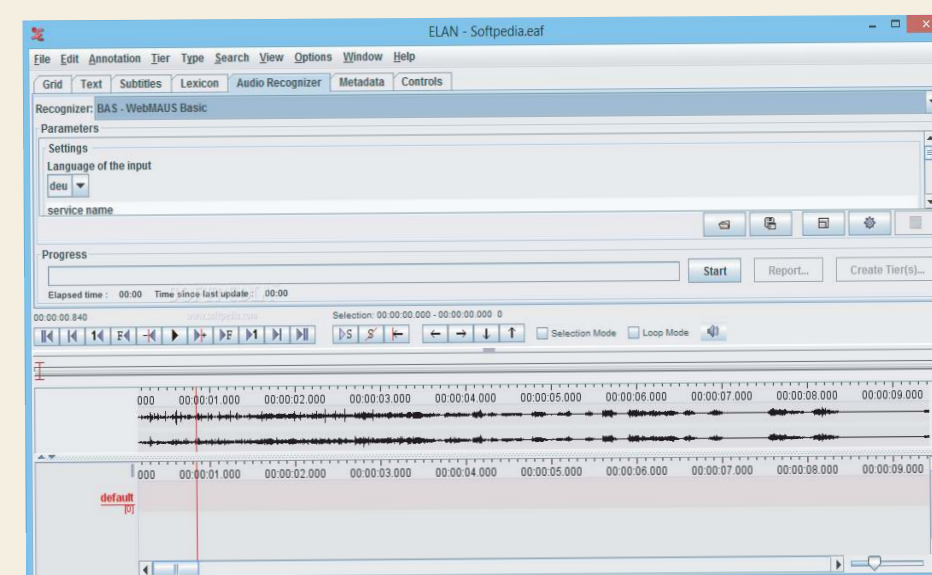 ELAN - Softpedia.eaf
File Edit Annotation Tier Type Search View Options Window Help
Grid Text Subtitles Lexicon Audio Recognizer Metadata Controls
Recognizer: BAS - WebMAUS Basic
Parameters
Settings
Language of the input
deu
service name
Progress
Start Report... Create Tier(s)...
Elapsed time : 00:00 Time since last update : 00:00
00:00:00.840 Selection: 00:00:00.000 - 00:00:00.000 0
1 F F 1 S S Selection Mode Loop Mode
000 00:00:01.000 00:00:02.000 00:00:03.000 00:00:04.000 00:00:05.000 00:00:06.000 00:00:07.000 00:00:08.000 00:00:09.000
000 00:00:01.000 00:00:02.000 00:00:03.000 00:00:04.000 00:00:05.000 00:00:06.000 00:00:07.000 00:00:08.000 00:00:09.000
default
[0]